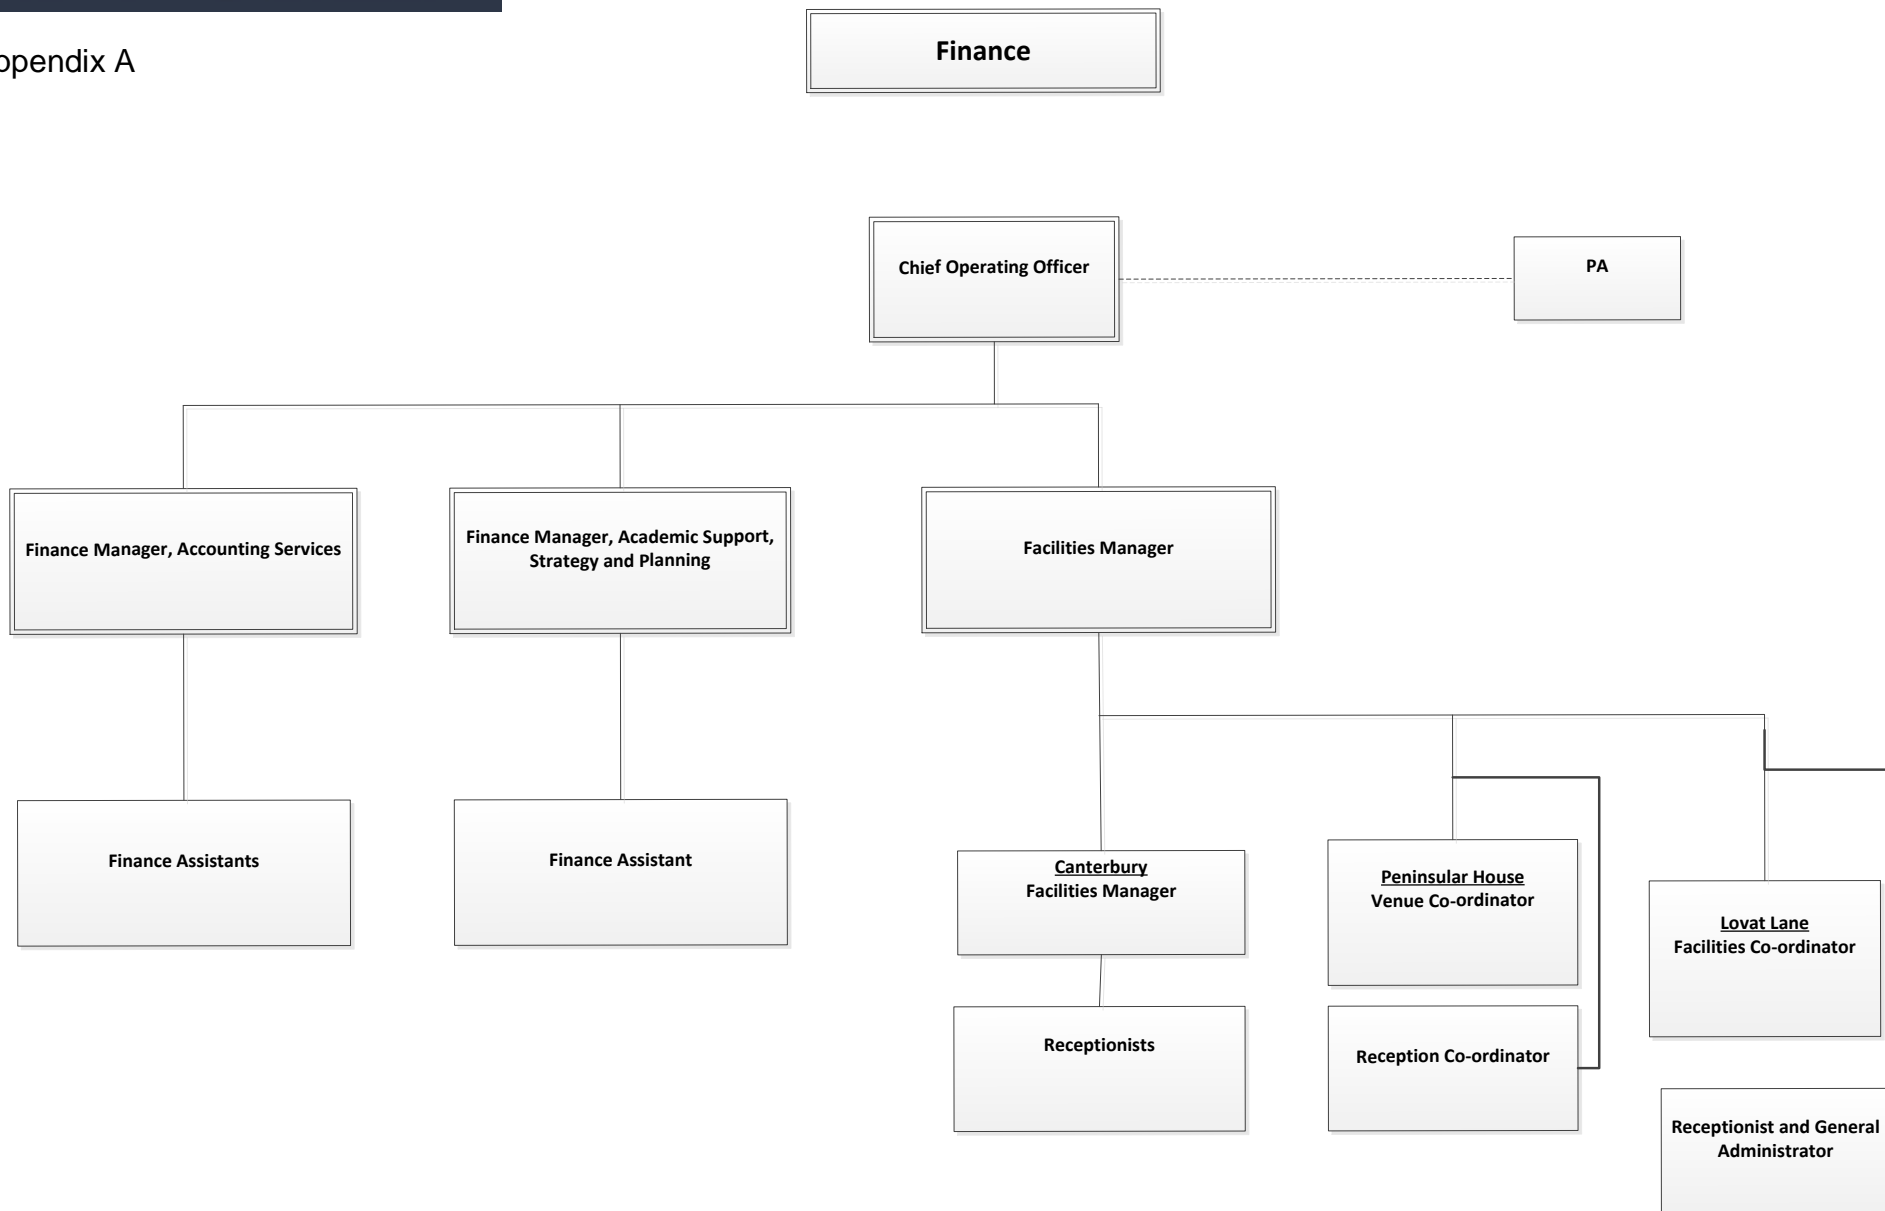 ppendix A
Finance
Chief Operating Officer
PA
Finance Manager, Accounting Services
Finance Manager, Academic Support,
Strategy and Planning
Facilities Manager
Finance Assistants
Finance Assistant
Canterbury
Facilities Manager
Peninsular House
Venue Co-ordinator
Lovat Lane
Facilities Co-ordinator
Receptionists
Reception Co-ordinator
Receptionist and General
Administrator